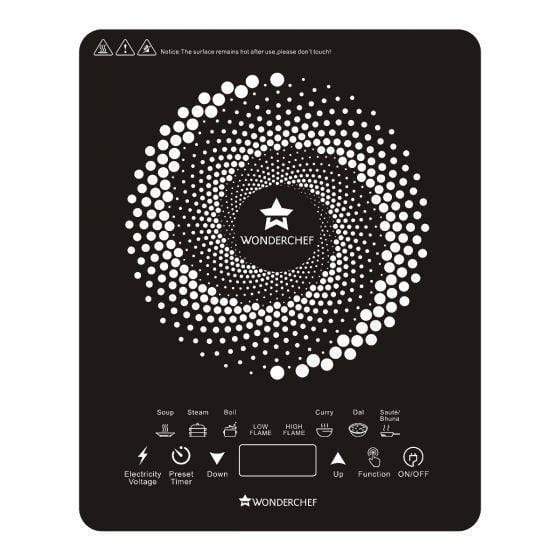 Notice:The surface remains hot after use,please don't touch!
WONDERCHEF
Soup Steam Boil LOW FLAME HIGH FLAME Curry Dal Sauté/ Bhuna
Electricity Voltage Preset Timer Down Up Function ON/OFF
WONDERCHEF